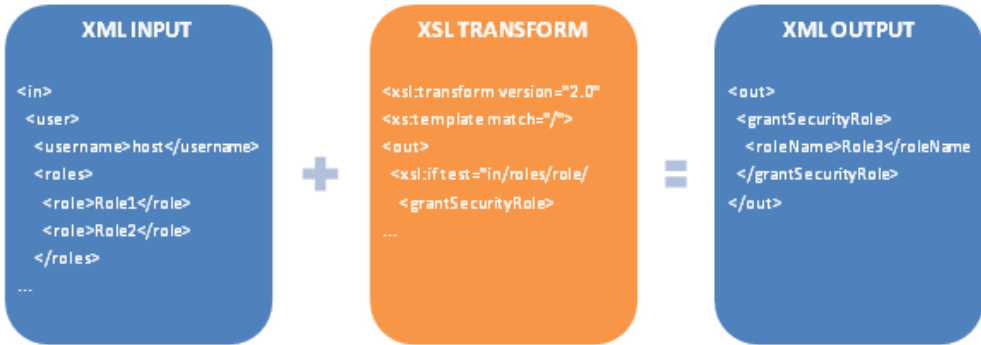 XML INPUT
<in>
<user>
<username>host</username>
<roles>
<role>Role1</role>
<role>Role2</role>
</roles>
...
+
XSL TRANSFORM
<xsl:transform version="2.0"
<xs:template match="/">
<out>
<xsl:if test="in/roles/role/
<grantSecurityRole>
...
=
XML OUTPUT
<out>
<grantSecurityRole>
<roleName>Role3</roleName
</grantSecurityRole>
</out>